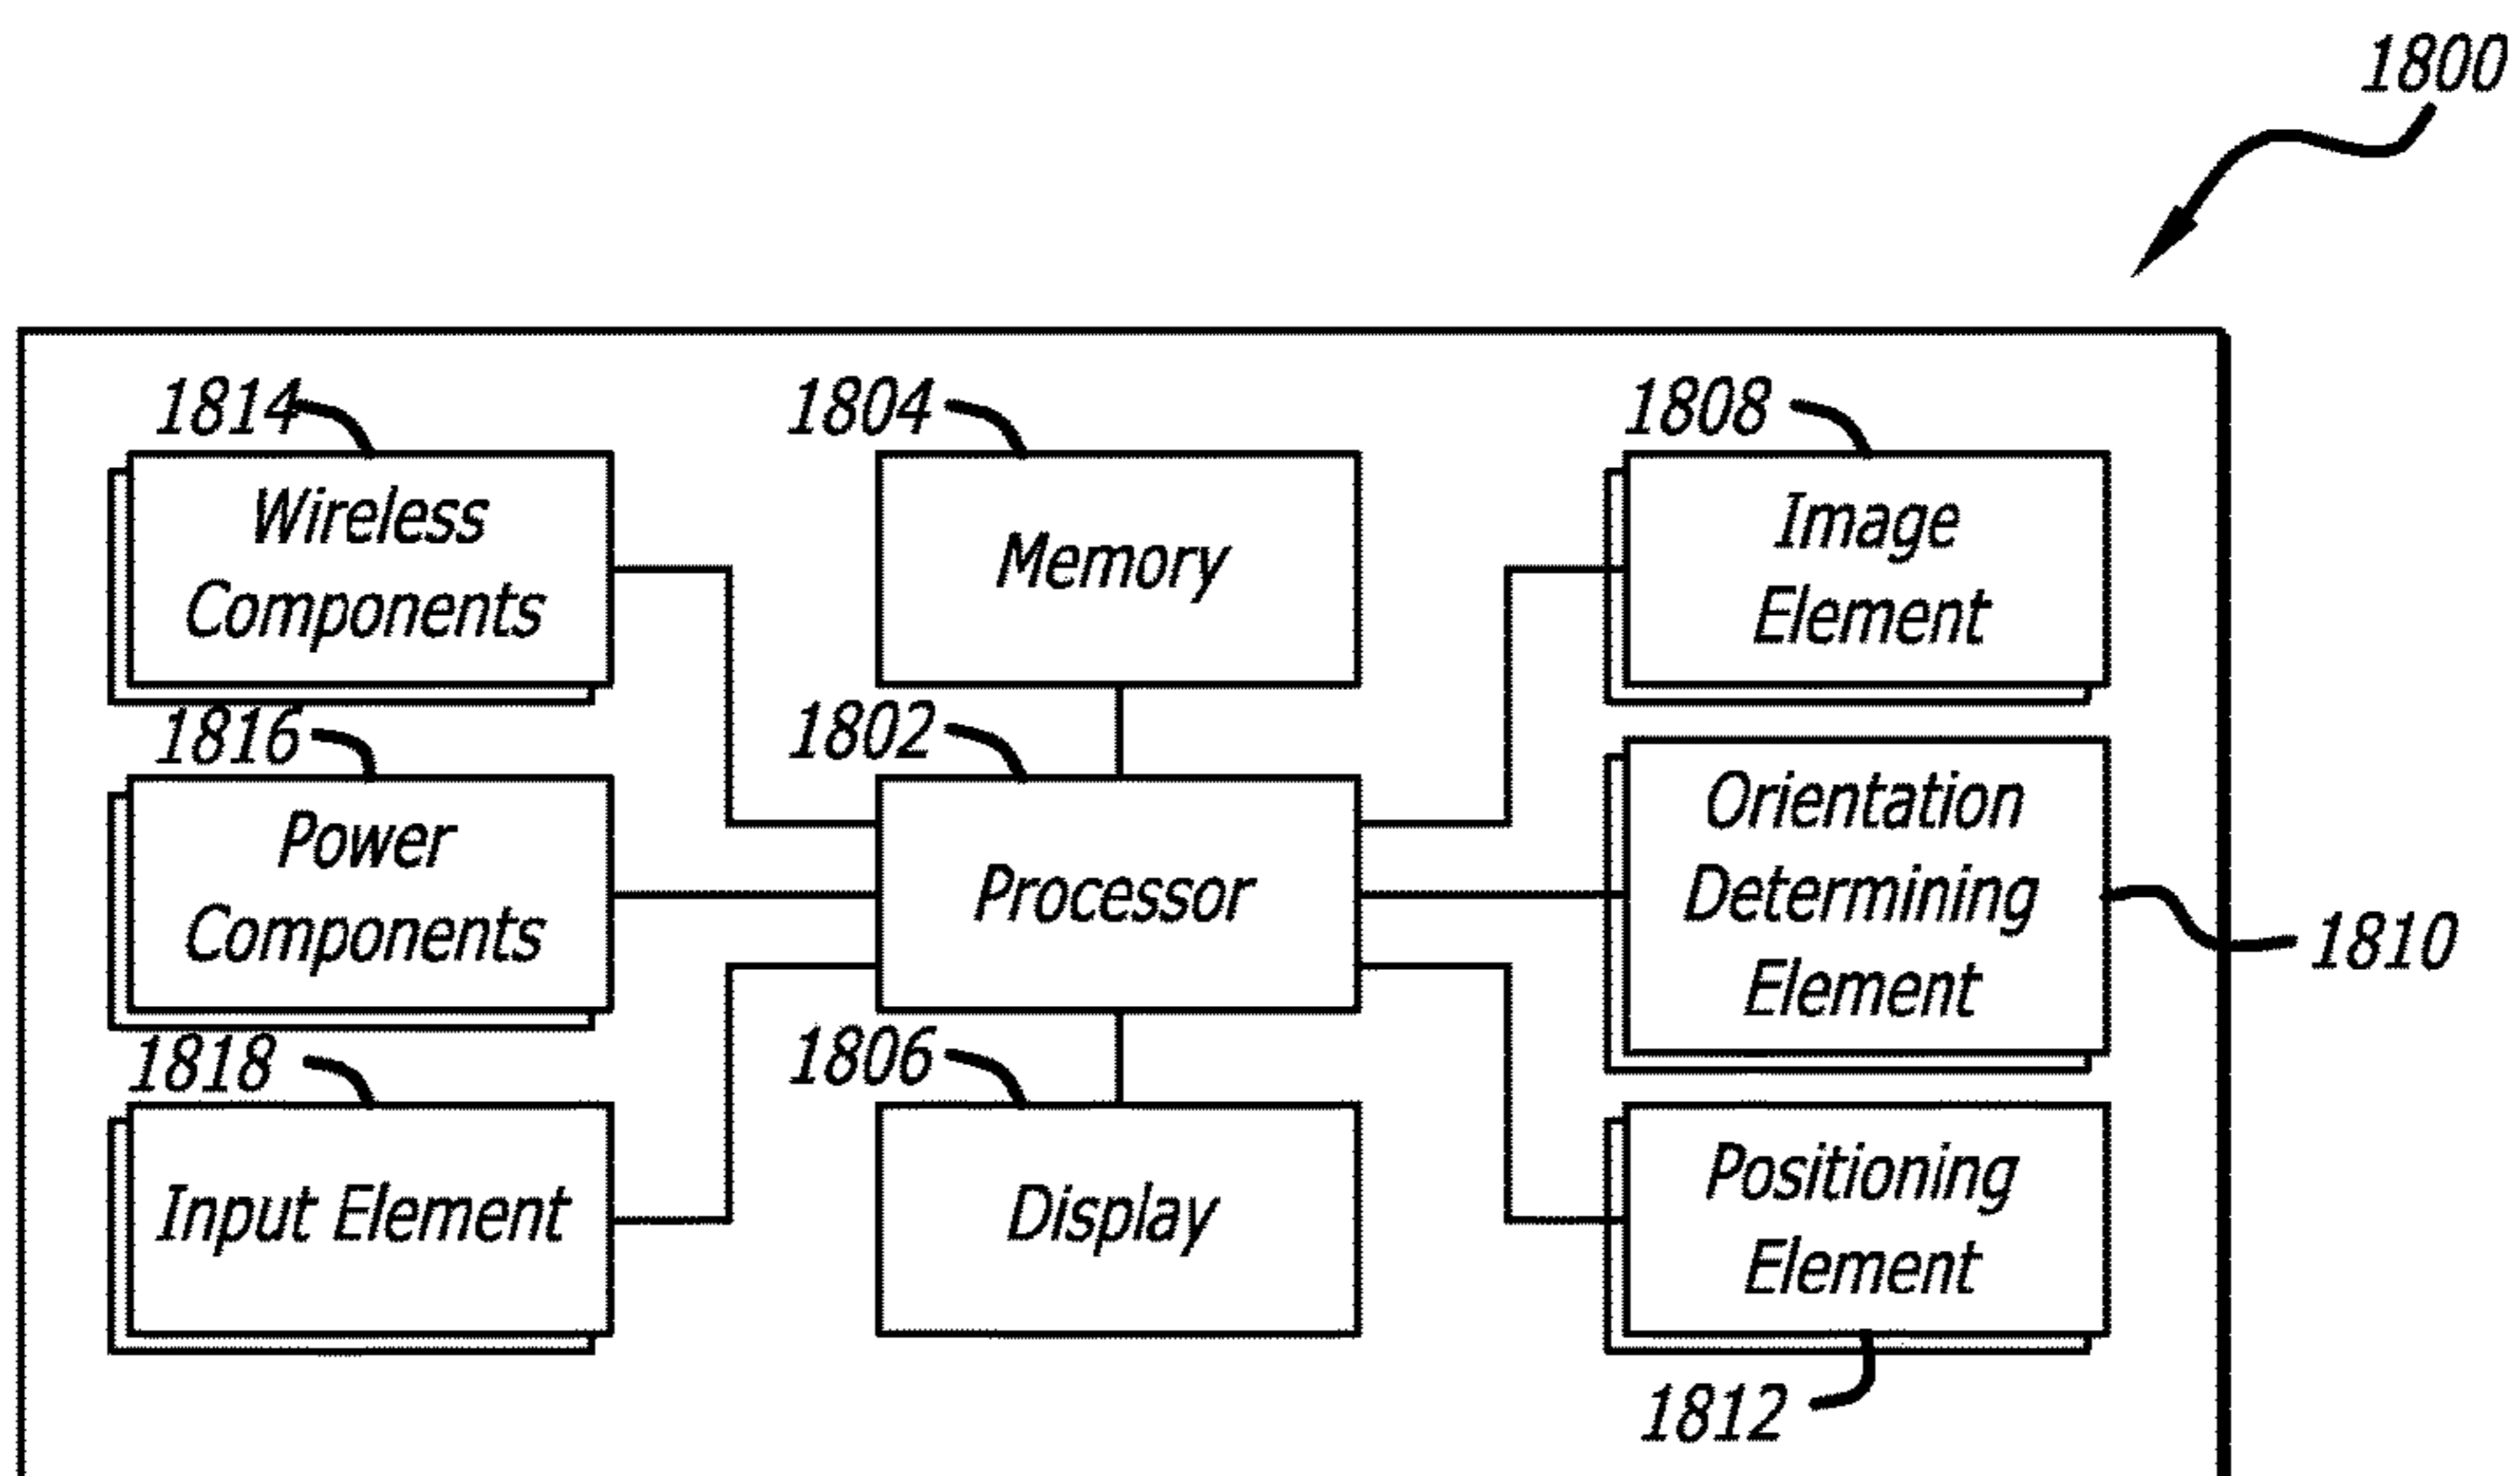 1800
1814
1804
1808
Wireless
Components
Memory
Image
Element
1816
1802
Power
Components
Processor
Orientation
Determining
Element
1810
1818
1806
Input Element
Display
Positioning
Element
1812